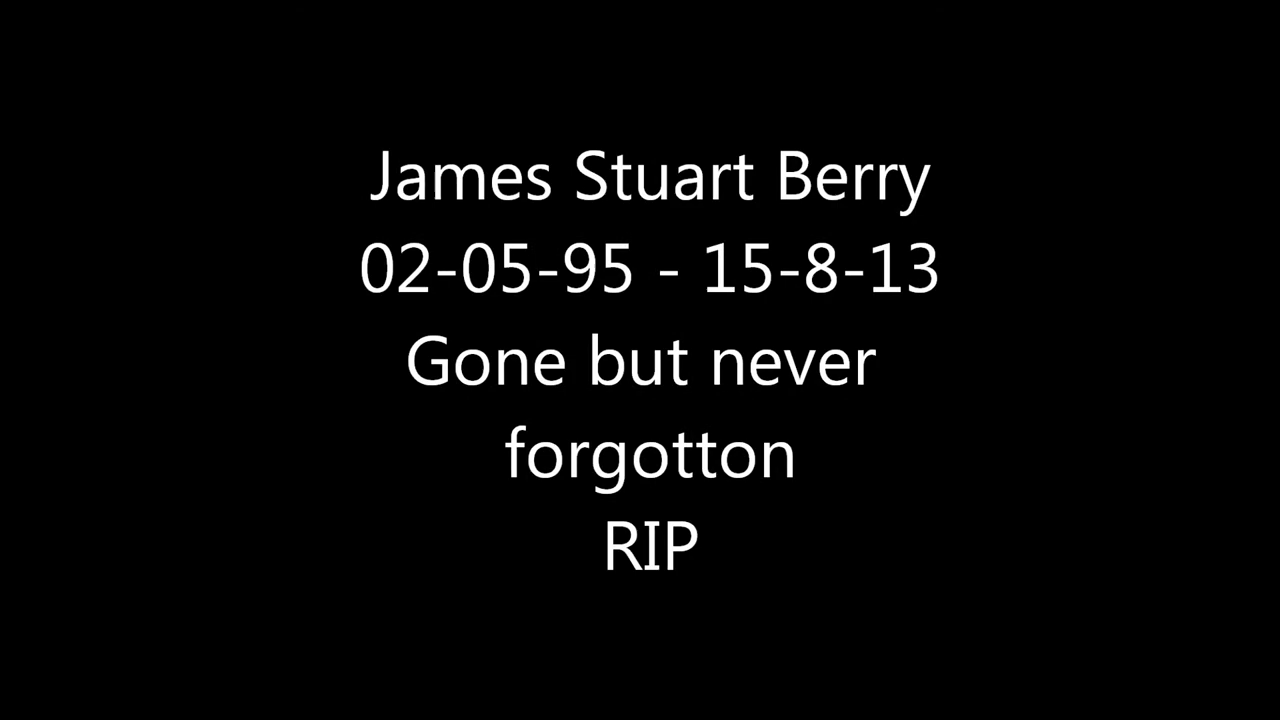 James Stuart Berry
02-05-95 - 15-8-13
Gone but never
forgotton
RIP